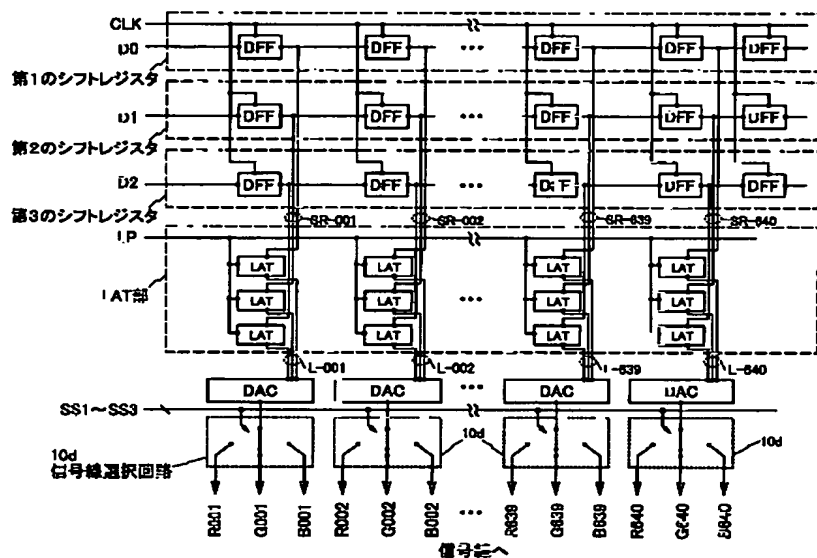 CLK
D0
DFF DFF ••• DFF DFF DFF
第1のシフトレジスタ
D1
DFF DFF ••• DFF DFF DFF
第2のシフトレジスタ
D2
DFF DFF ••• DFF DFF DFF
第3のシフトレジスタ
SR-001 SR-002 SR-639 SR-640
LP
LAT LAT LAT LAT
LAT LAT ••• LAT LAT
LAT LAT LAT LAT
LAT部
L-001 L-002 L-639 L-640
DAC DAC ••• DAC DAC
SS1～SS3
10d
信号線選択回路
10d
10d
R001 G001 B001 R002 G002 B002 ••• R639 G639 B639 R640 G640 B640
信号線へ